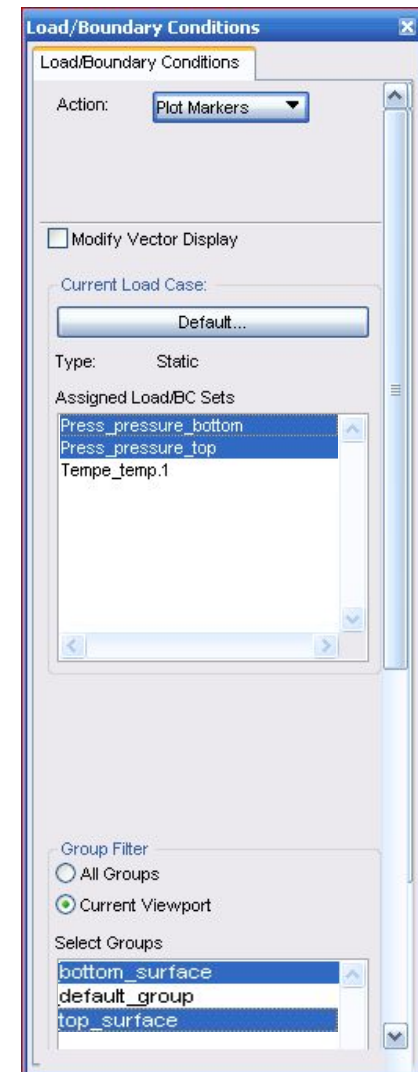 Load/Boundary Conditions
Load/Boundary Conditions
Action: Plot Markers
Modify Vector Display
Current Load Case:
Default...
Type: Static
Assigned Load/BC Sets
Press_pressure_bottom
Press_pressure_top
Tempe_temp.1
Group Filter
All Groups
Current Viewport
Select Groups
bottom_surface
default_group
top_surface